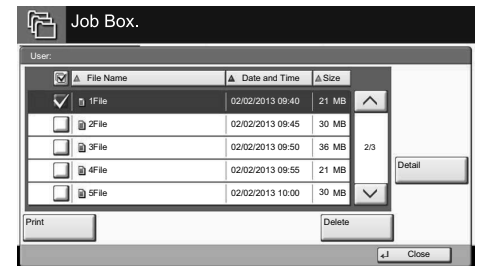 Job Box.
User:
File Name Date and Time Size
1File 02/02/2013 09:40 21 MB
2File 02/02/2013 09:45 30 MB
3File 02/02/2013 09:50 36 MB
2/3
4File 02/02/2013 09:55 21 MB
Detail
5File 02/02/2013 10:00 30 MB
Print Delete
Close